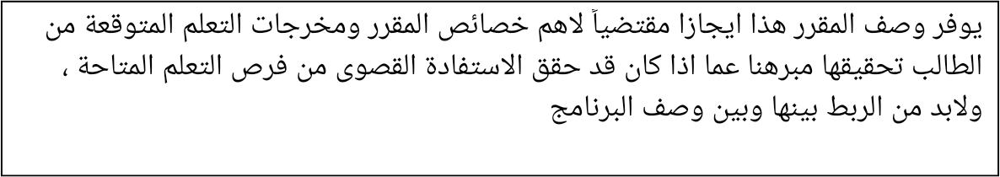 يوفر وصف المقرر هذا ايجازا مقتضياً لاهم خصائص المقرر ومخرجات التعلم المتوقعة من
الطالب تحقيقها مبرهنا عما اذا كان قد حقق الاستفادة القصوى من فرص التعلم المتاحة ،
ولابد من الربط بينها وبين وصف البرنامج